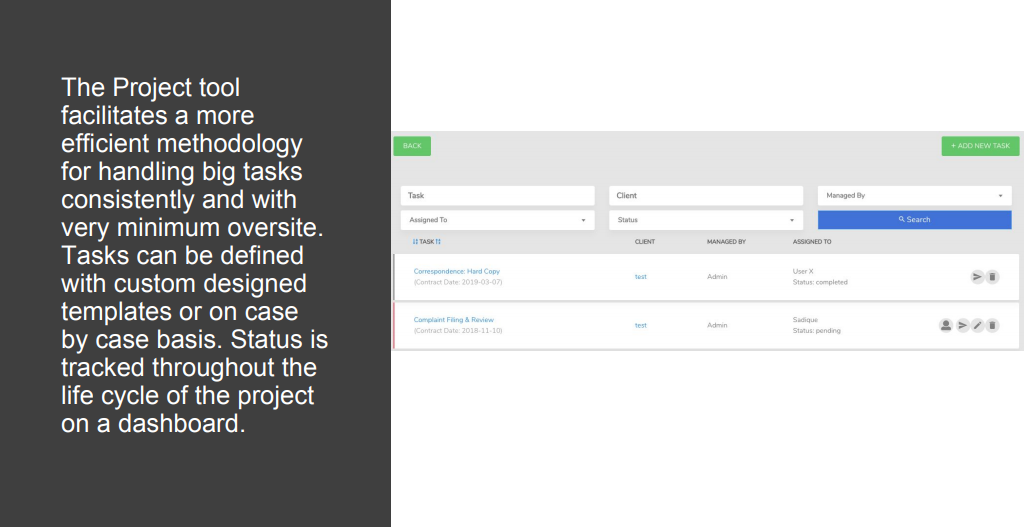 The Project tool
facilitates a more
efficient methodology
for handling big tasks
consistently and with
very minimum oversite.
Tasks can be defined
with custom designed
templates or on case
by case basis. Status is
tracked throughout the
life cycle of the project
on a dashboard.
BACK
+ ADD NEW TASK
Task Client Managed By
Assigned To Status Search
TASK CLIENT MANAGED BY ASSIGNED TO
Correspondence: Hard Copy test Admin User X
(Contract Date: 2019-03-07) Status: completed
Complaint Filing & Review test Admin Sadique
(Contract Date: 2018-11-10) Status: pending